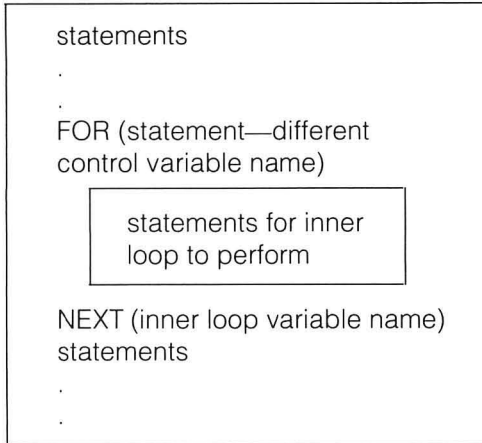 statements
.
.
FOR (statement—different
control variable name)
statements for inner
loop to perform
NEXT (inner loop variable name)
statements
.
.